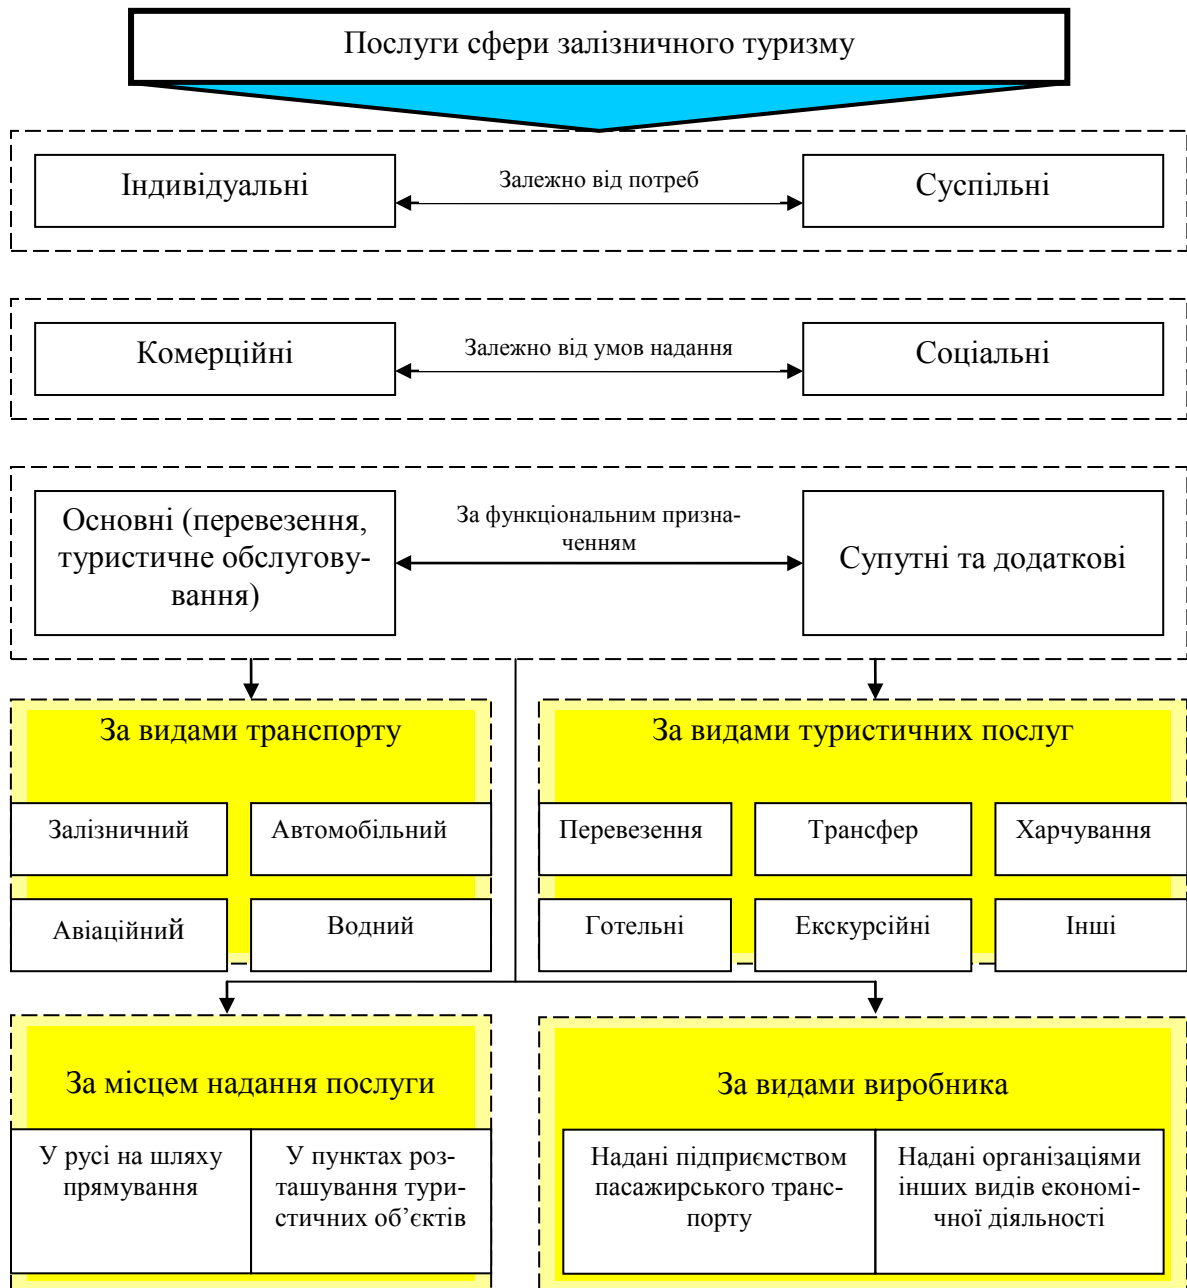 Послуги сфери залізничного туризму
Індивідуальні
Залежно від потреб
Суспільні
Комерційні
Залежно від умов надання
Соціальні
Основні (перевезення,
туристичне обслугову-
вання)
За функціональним призна-
ченням
Супутні та додаткові
За видами транспорту
Залізничний
Автомобільний
Авіаційний
Водний
За видами туристичних послуг
Перевезення
Трансфер
Харчування
Готельні
Екскурсійні
Інші
За місцем надання послуги
У русі на шляху
прямування
У пунктах роз-
ташування тури-
стичних об’єктів
За видами виробника
Надані підприємством
пасажирського транс-
порту
Надані організаціями
інших видів економі-
чної діяльності